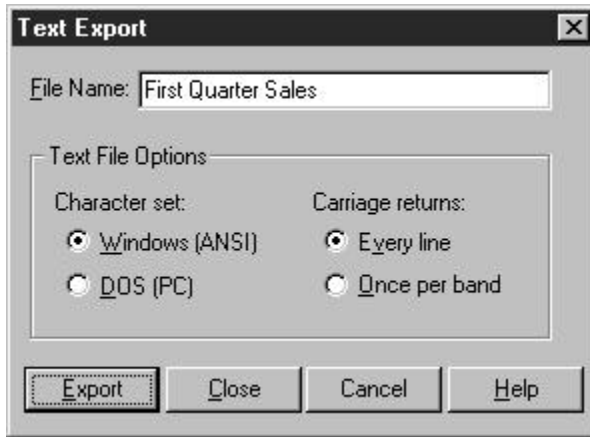 Text Export
File Name: First Quarter Sales
Text File Options
Character set: Carriage returns:
Windows (ANSI) Every line
DOS (PC) Once per band
Export Close Cancel Help